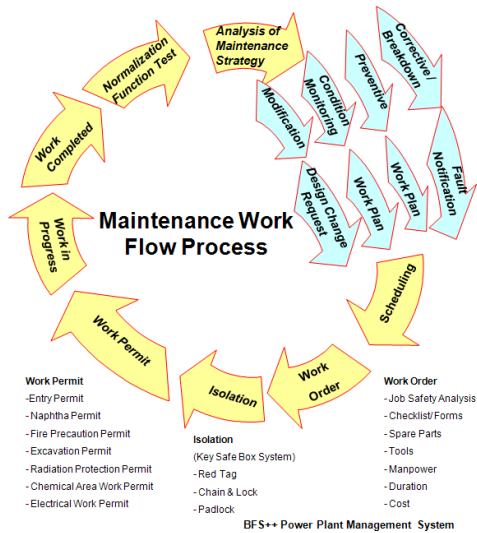 Analysis of
Maintenance
Strategy
Modification
Condition
Monitoring
Preventive
Corrective /
Breakdown
Design Change
Request
Work Plan
Work Plan
Fault
Notification
Scheduling
Work
Order
Isolation
Work Permit
Work in
Progress
Work
Completed
Normalization
Function Test
Maintenance Work
Flow Process
Work Permit
-Entry Permit
- Naphtha Permit
- Fire Precaution Permit
- Excavation Permit
- Radiation Protection Permit
- Chemical Area Work Permit
- Electrical Work Permit
Isolation
(Key Safe Box System)
- Red Tag
- Chain & Lock
- Padlock
Work Order
- Job Safety Analysis
- Checklist/ Forms
- Spare Parts
- Tools
- Manpower
- Duration
- Cost
BFS++ Power Plant Management System